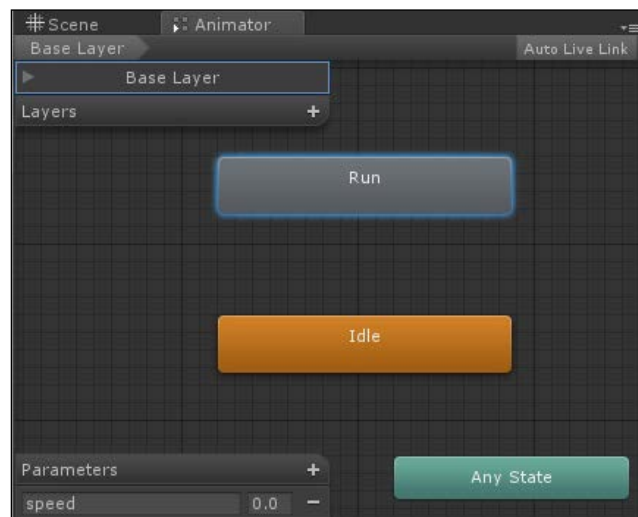 Scene
Animator
Base Layer
Auto Live Link
Base Layer
Layers +
Run
Idle
Parameters +
Any State
speed 0.0 −